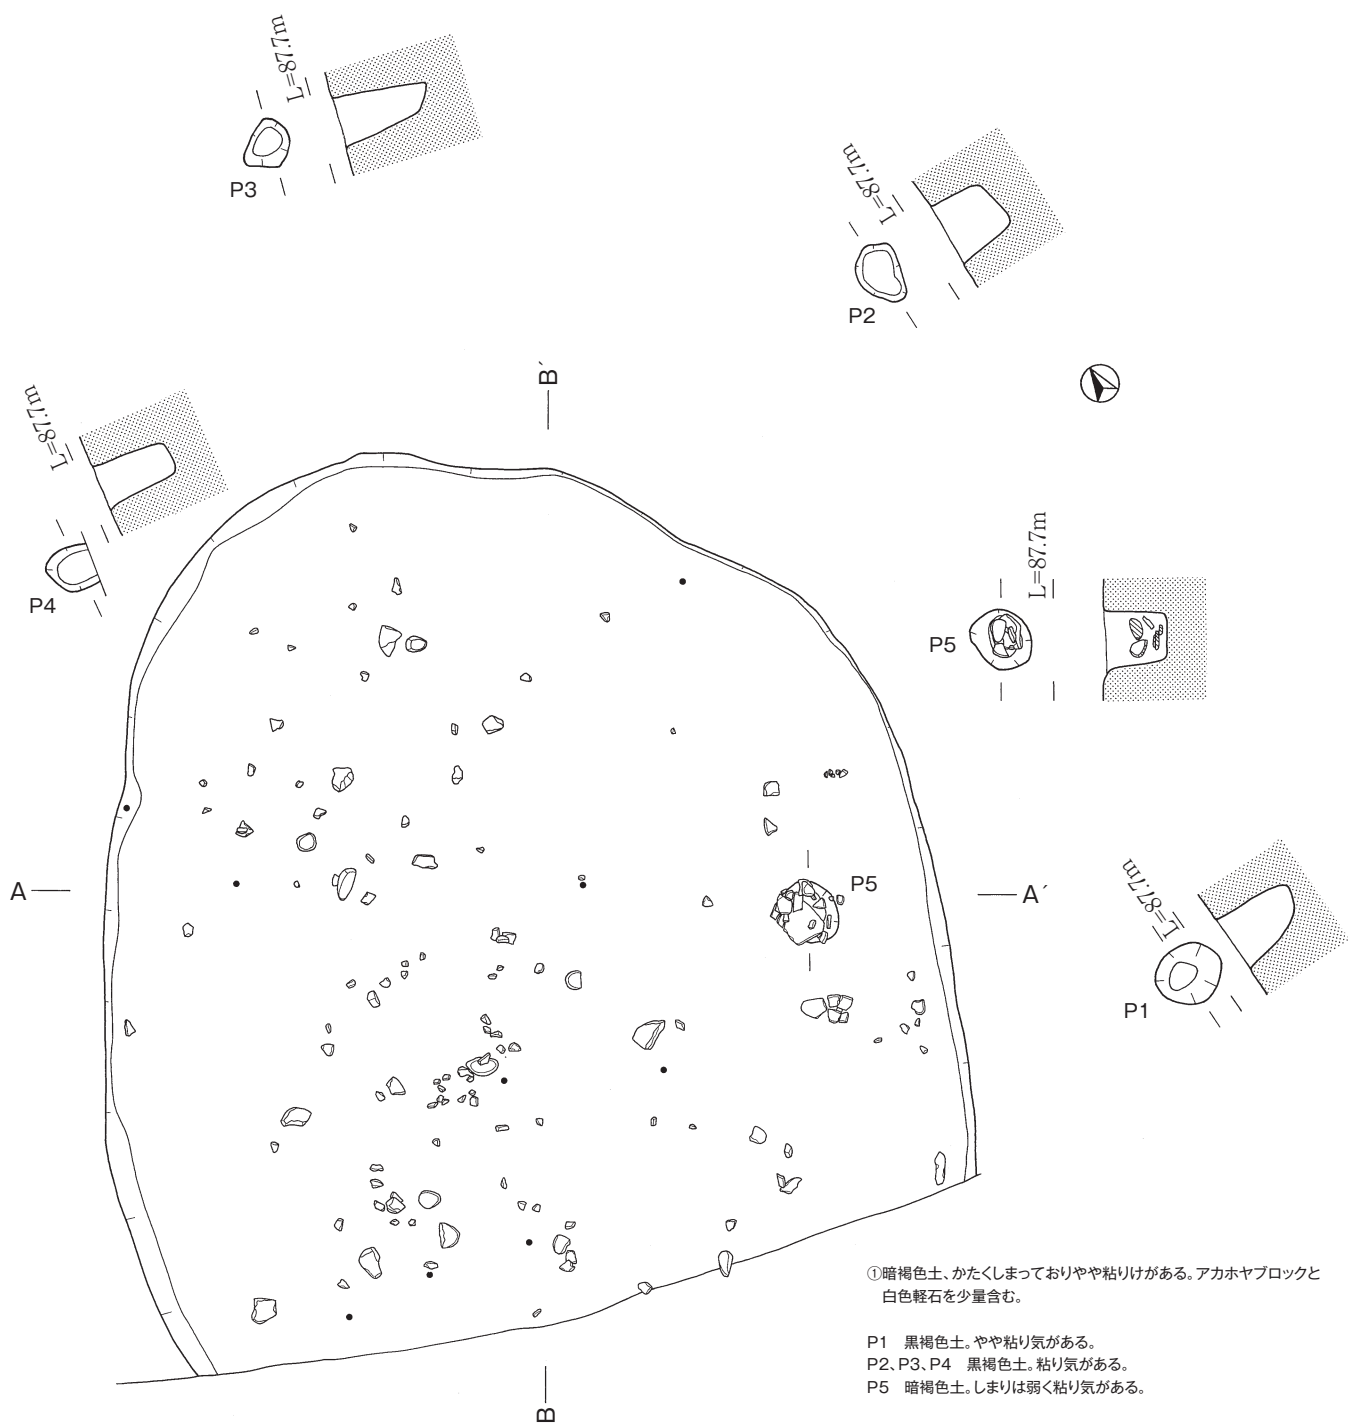 L=87.7m
P3
L=87.7m
P2
B´
L=87.7m
P4
L=87.7m
P5
A
P5
A´
L=87.7m
P1
①暗褐色土、かたくしまっておりやや粘りけがある。アカホヤブロックと
白色軽石を少量含む。
P1　黒褐色土。やや粘り気がある。
P2、P3、P4　黒褐色土。粘り気がある。
P5　暗褐色土。しまりは弱く粘り気がある。
B